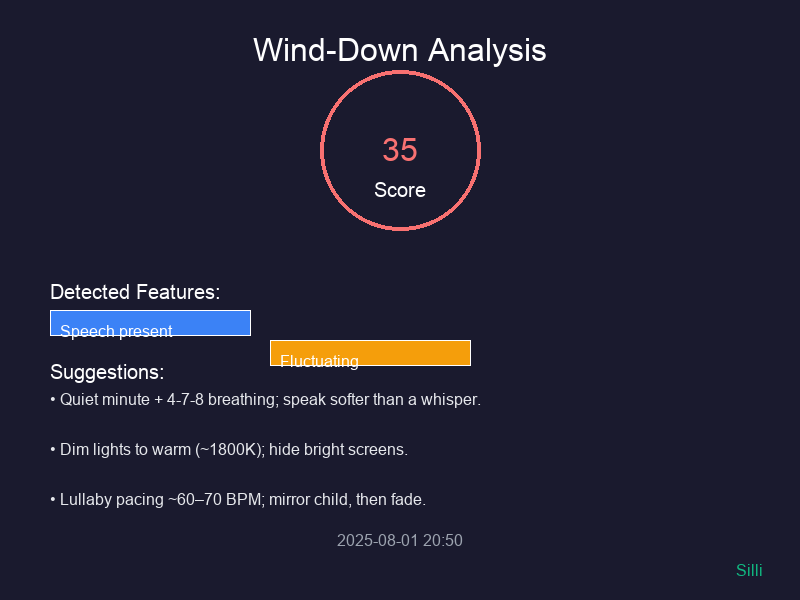 Wind-Down Analysis
35
Score
Detected Features:
Speech present
Fluctuating
Suggestions:
• Quiet minute + 4-7-8 breathing; speak softer than a whisper.
• Dim lights to warm (~1800K); hide bright screens.
• Lullaby pacing ~60–70 BPM; mirror child, then fade.
2025-08-01 20:50
Silli